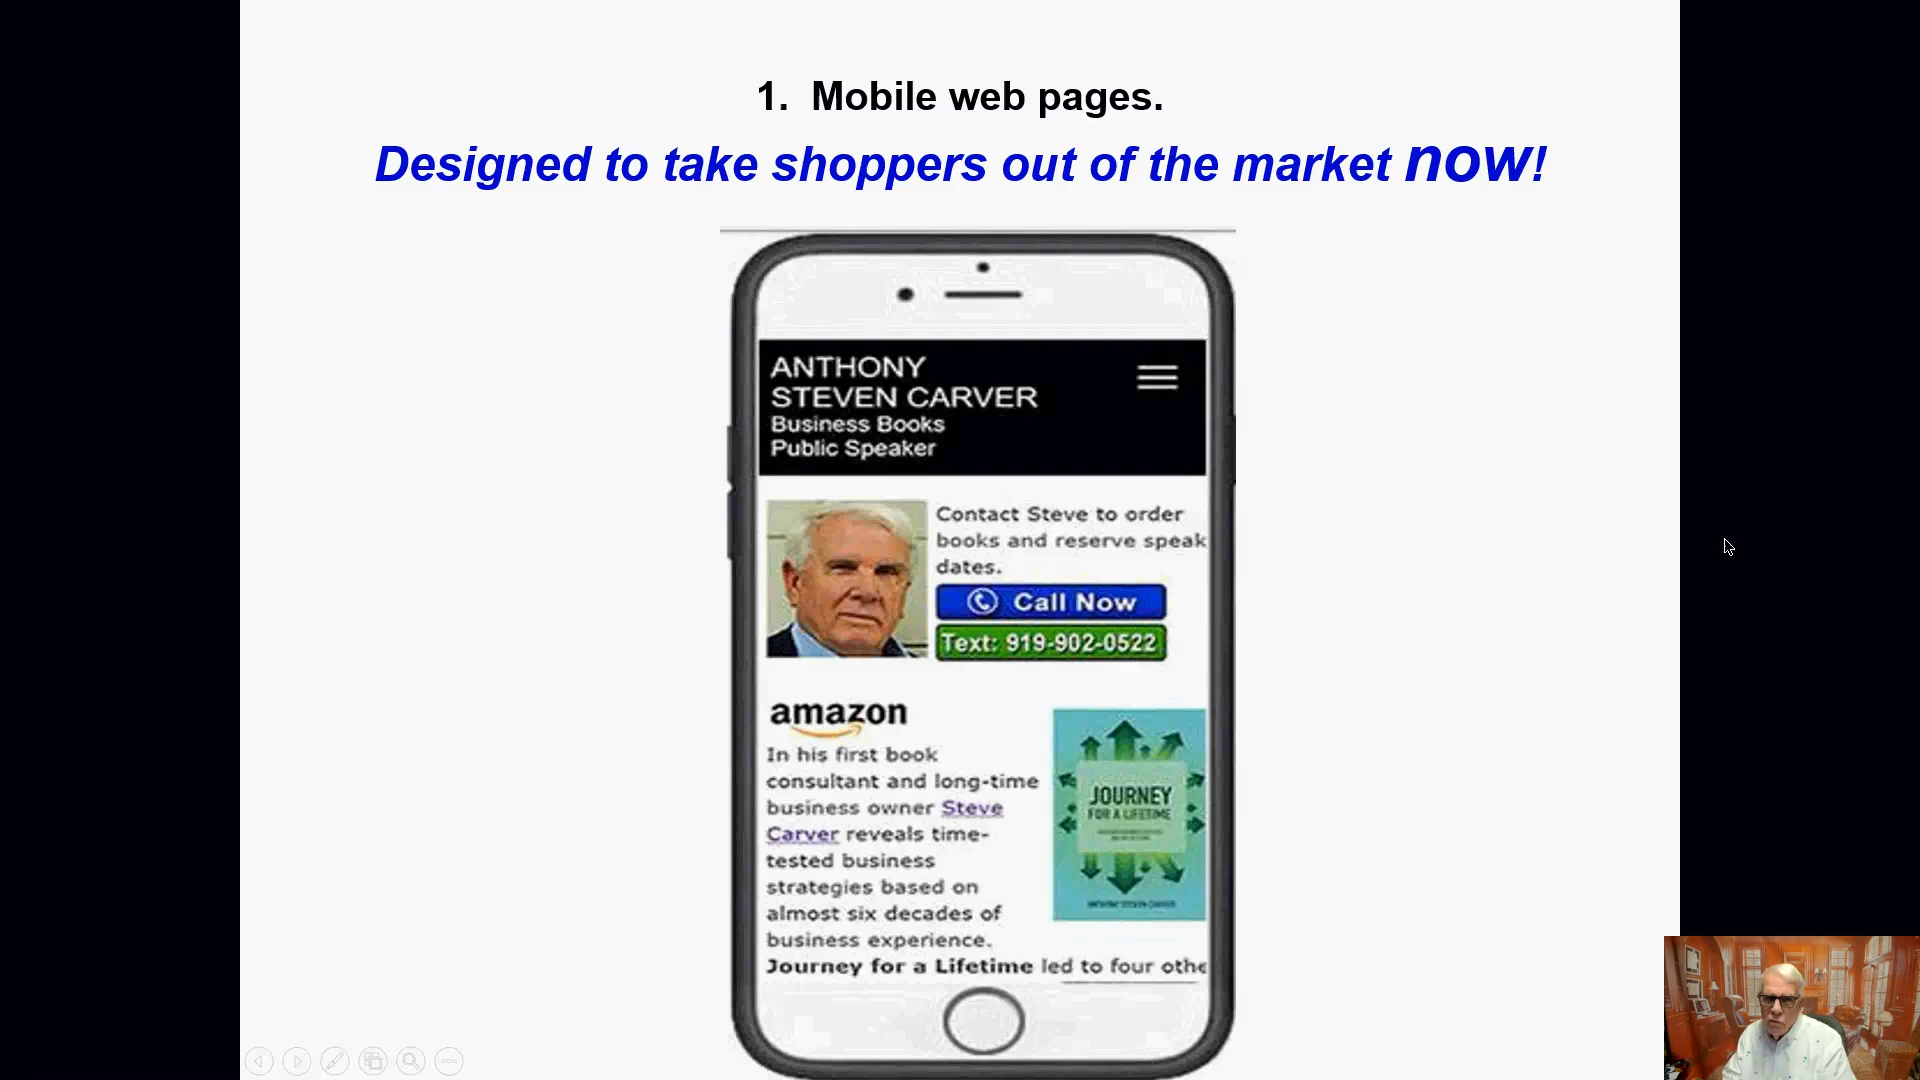 1. Mobile web pages.
Designed to take shoppers out of the market now!
ANTHONY
STEVEN CARVER
Business Books
Public Speaker
Contact Steve to order
books and reserve speak
dates.
Call Now
Text: 919-902-0522
amazon
In his first book
consultant and long-time
business owner Steve
Carver reveals time-
tested business
strategies based on
almost six decades of
business experience.
Journey for a Lifetime led to four othe
JOURNEY
FOR A LIFETIME
ANTHONY STEVEN CARVER